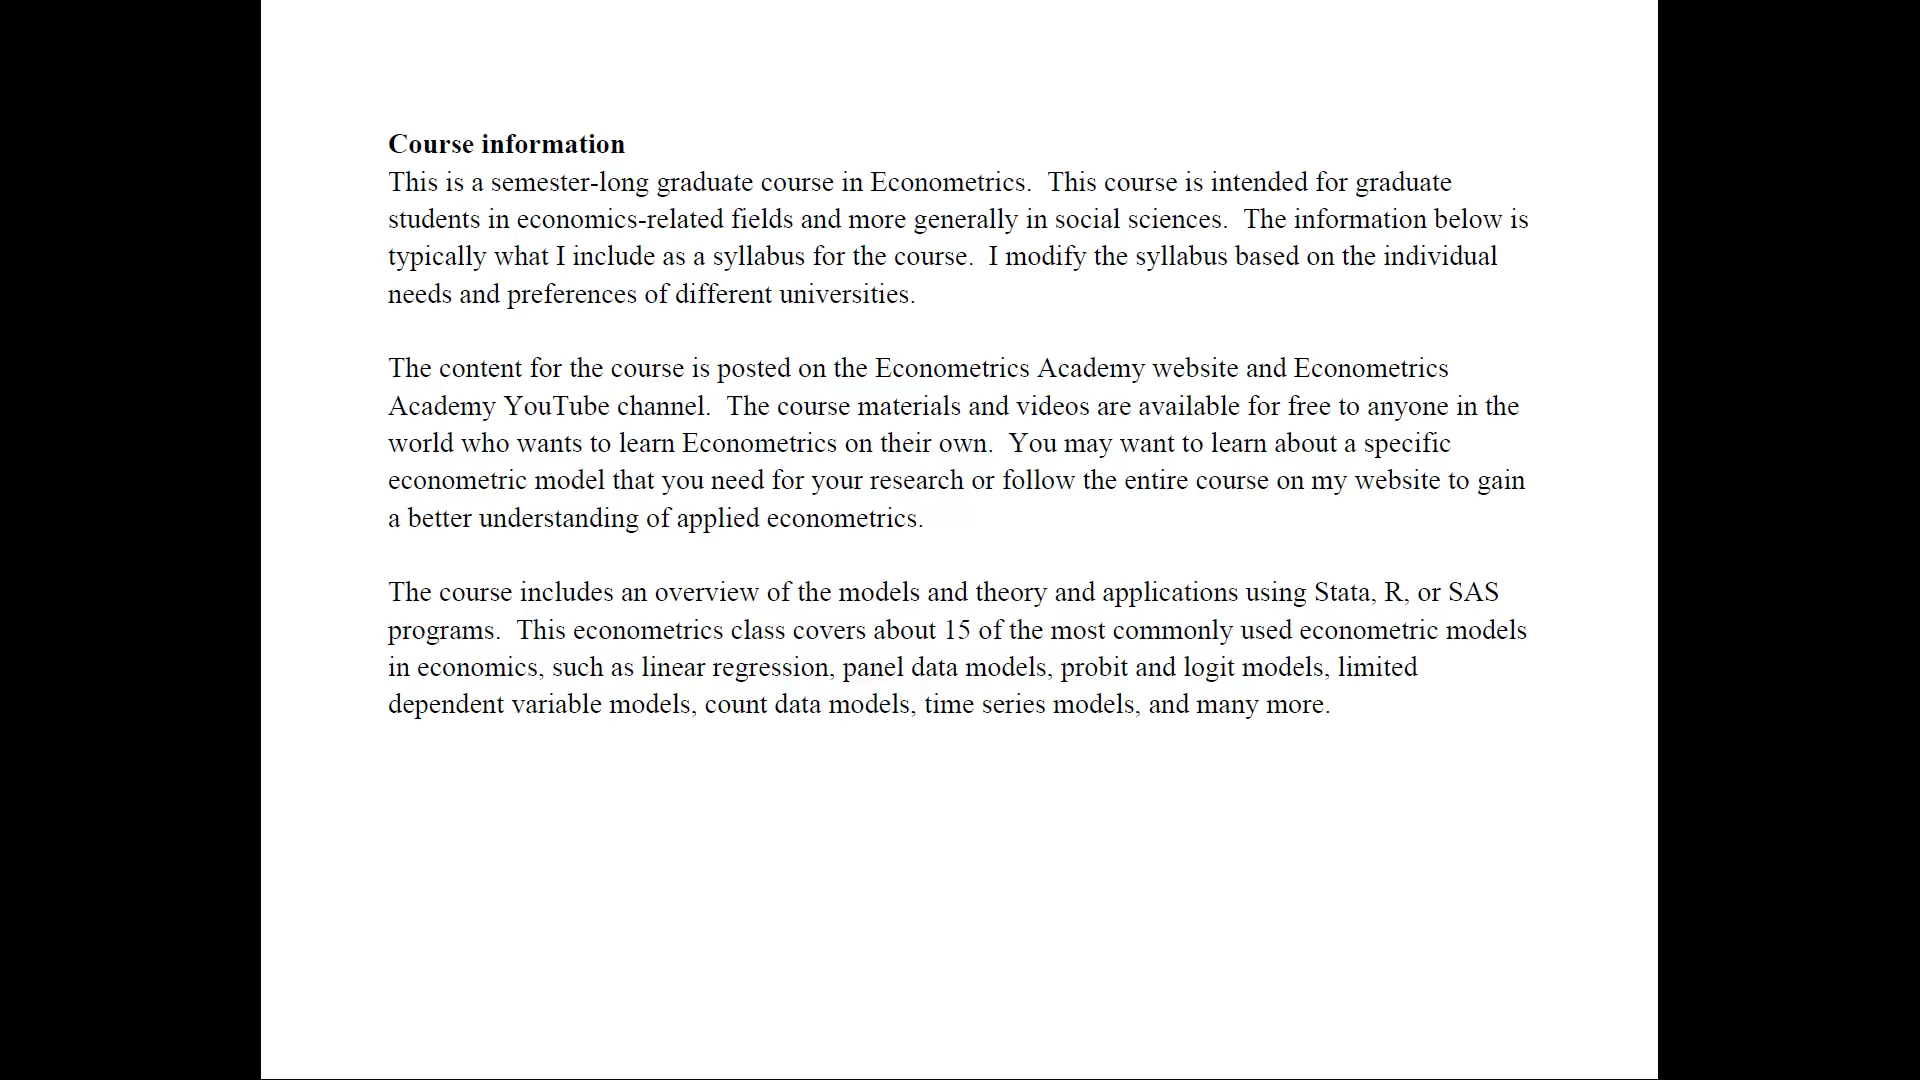 Course information
This is a semester-long graduate course in Econometrics.  This course is intended for graduate
students in economics-related fields and more generally in social sciences.  The information below is
typically what I include as a syllabus for the course.  I modify the syllabus based on the individual
needs and preferences of different universities.
The content for the course is posted on the Econometrics Academy website and Econometrics
Academy YouTube channel.  The course materials and videos are available for free to anyone in the
world who wants to learn Econometrics on their own.  You may want to learn about a specific
econometric model that you need for your research or follow the entire course on my website to gain
a better understanding of applied econometrics.
The course includes an overview of the models and theory and applications using Stata, R, or SAS
programs.  This econometrics class covers about 15 of the most commonly used econometric models
in economics, such as linear regression, panel data models, probit and logit models, limited
dependent variable models, count data models, time series models, and many more.